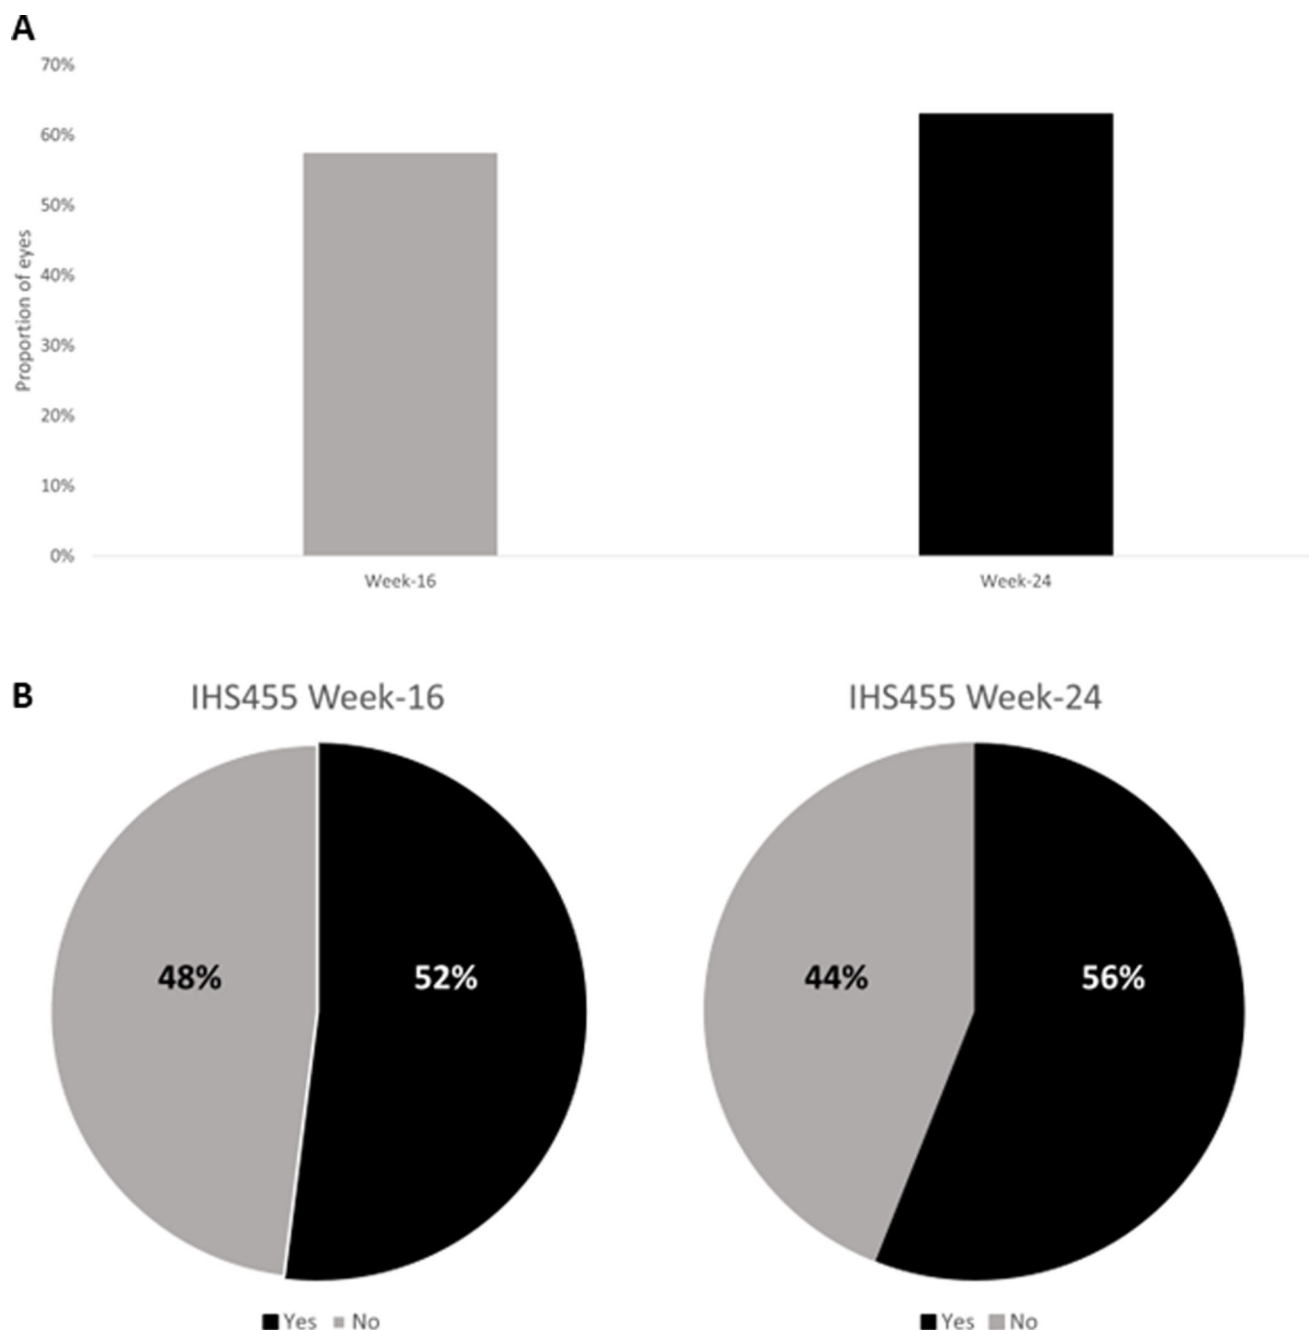 A
70%
60%
50%
40%
30%
20%
10%
0%
Proportion of eyes
Week-16
Week-24
B
IHS455 Week-16
IHS455 Week-24
48%
52%
44%
56%
Yes No
Yes No